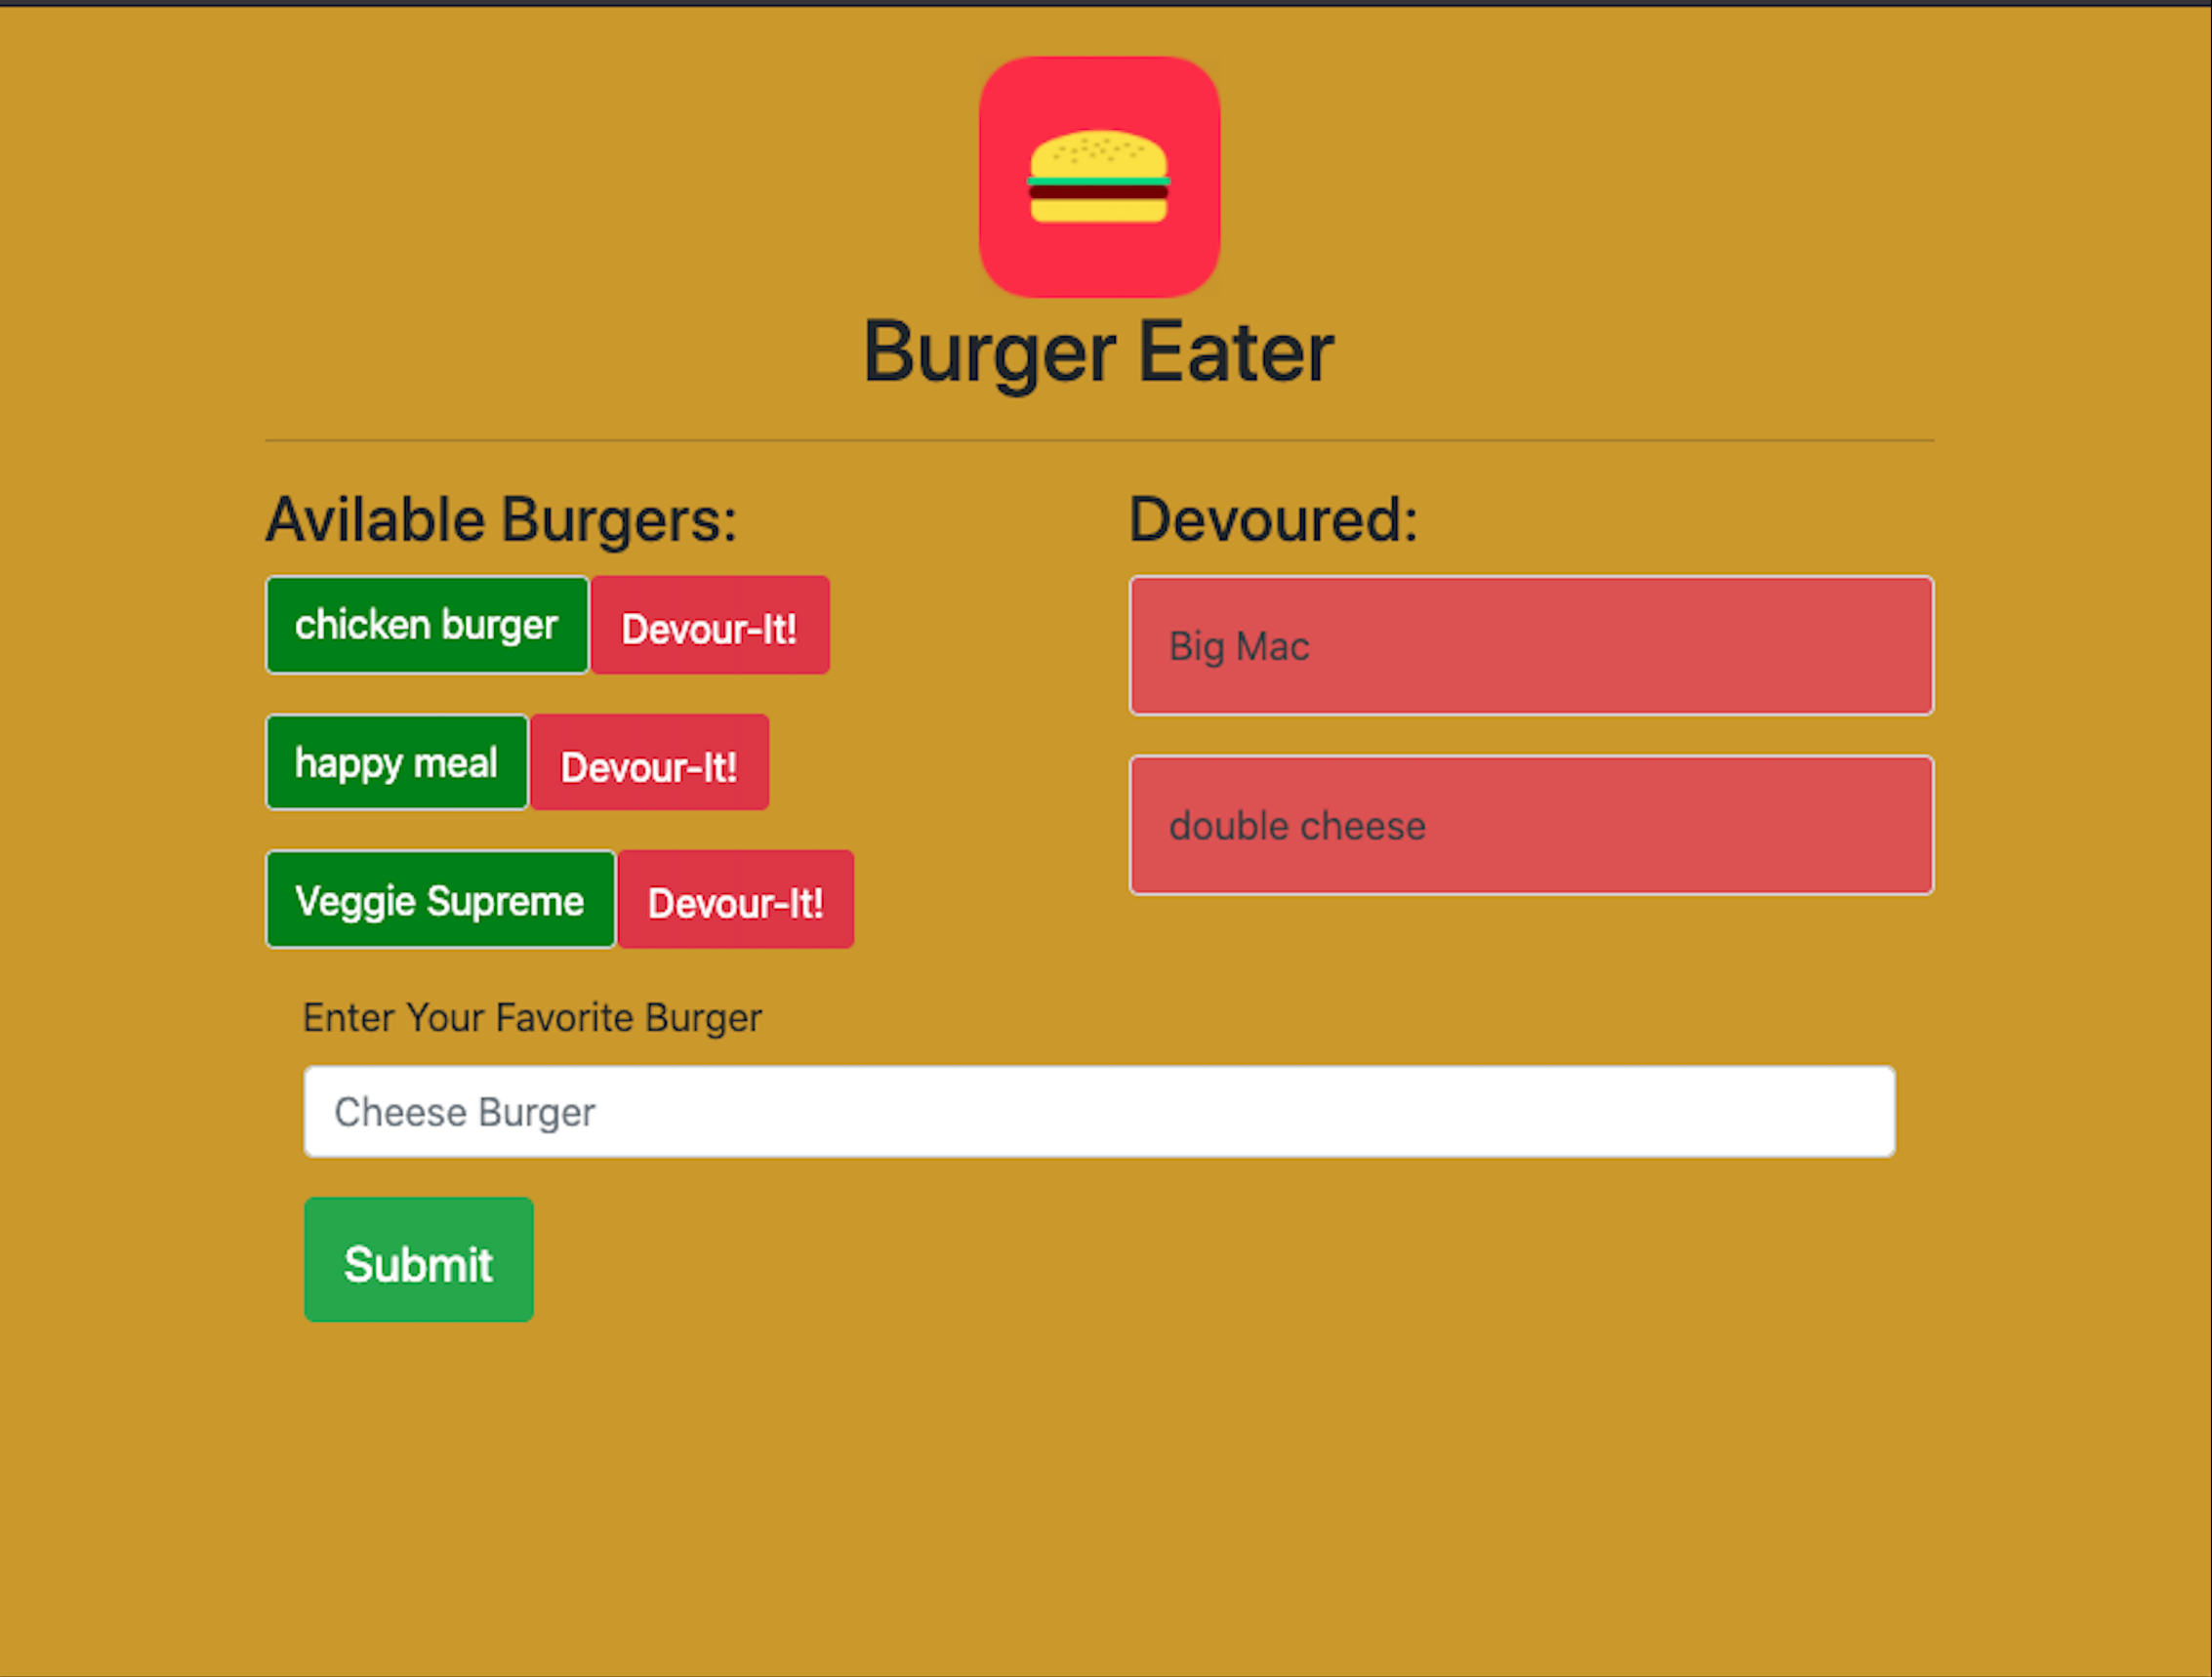 Burger Eater
Avilable Burgers:
chicken burger Devour-It!
happy meal Devour-It!
Veggie Supreme Devour-It!
Devoured:
Big Mac
double cheese
Enter Your Favorite Burger
Cheese Burger
Submit